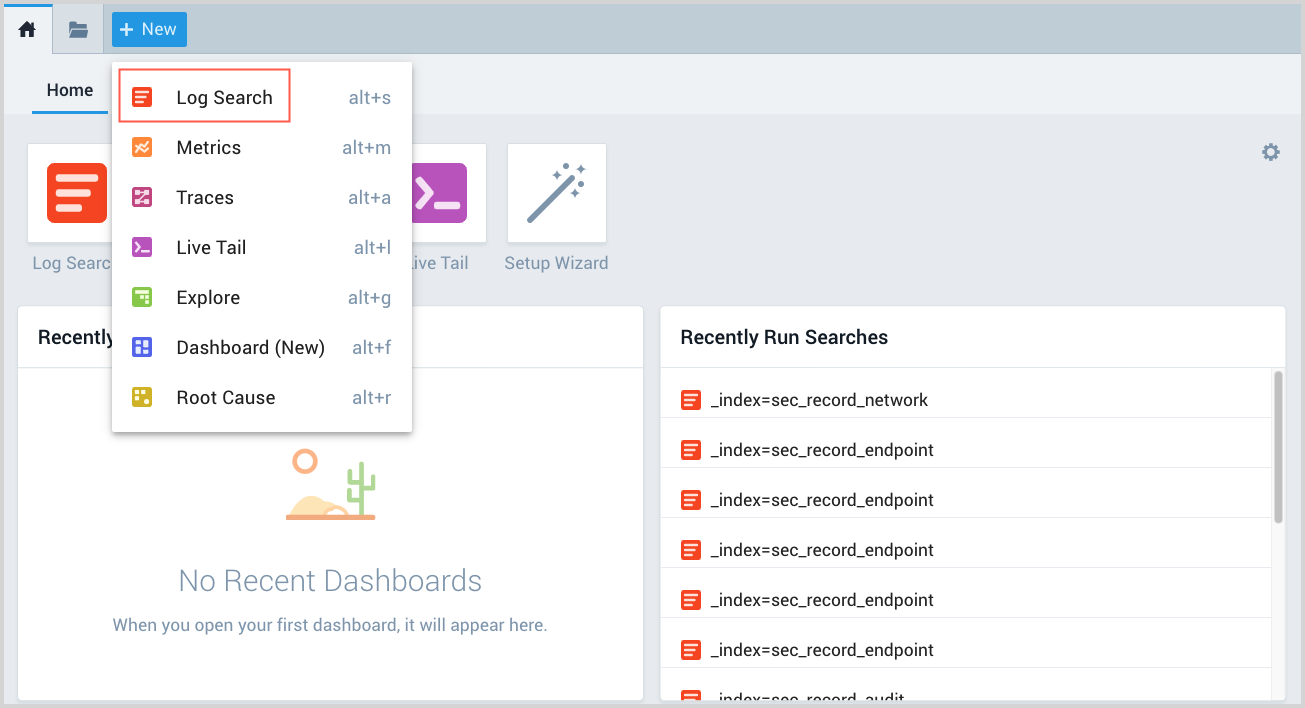 + New
Home
Log Search alt+s
Metrics alt+m
Traces alt+a
Live Tail alt+l
Explore alt+g
Dashboard (New) alt+f
Root Cause alt+r
Log Searc
ive Tail
Setup Wizard
Recently
No Recent Dashboards
When you open your first dashboard, it will appear here.
Recently Run Searches
_index=sec_record_network
_index=sec_record_endpoint
_index=sec_record_endpoint
_index=sec_record_endpoint
_index=sec_record_endpoint
_index=sec_record_endpoint
_index=sec_record_audit